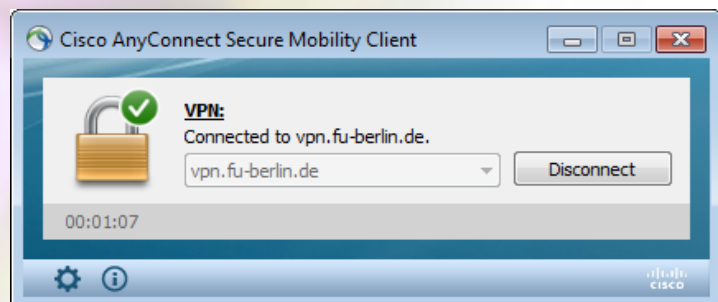 Cisco AnyConnect Secure Mobility Client
VPN:
Connected to vpn.fu-berlin.de.
vpn.fu-berlin.de
Disconnect
00:01:07
CISCO